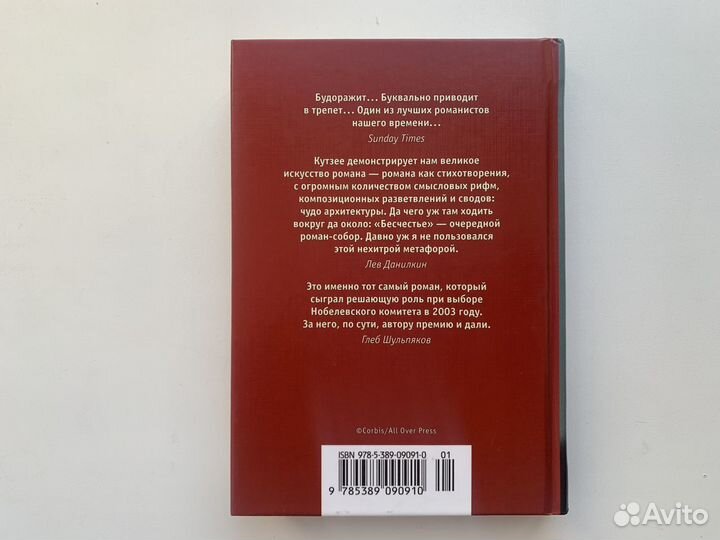 Будоражит... Буквально приводит
в трепет... Один из лучших романистов
нашего времени...
Sunday Times
Кутзее демонстрирует нам великое
искусство романа — романа как стихотворения,
с огромным количеством смысловых рифм,
композиционных разветвлений и сводов:
чудо архитектуры. Да чего уж там ходить
вокруг да около: «Бесчестье» — очередной
роман-собор. Давно уж я не пользовался
этой нехитрой метафорой.
Лев Данилкин
Это именно тот самый роман, который
сыграл решающую роль при выборе
Нобелевского комитета в 2003 году.
За него, по сути, автору премию и дали.
Глеб Шульпяков
©Corbis/All Over Press
ISBN 978-5-389-09091-0 01
9 785389 090910
Avito